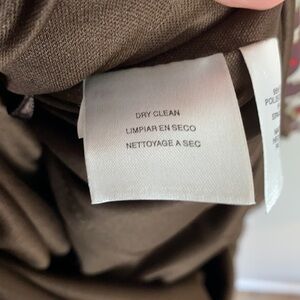 DRY CLEAN
LIMPIAR EN SECO
NETTOYAGE A SEC